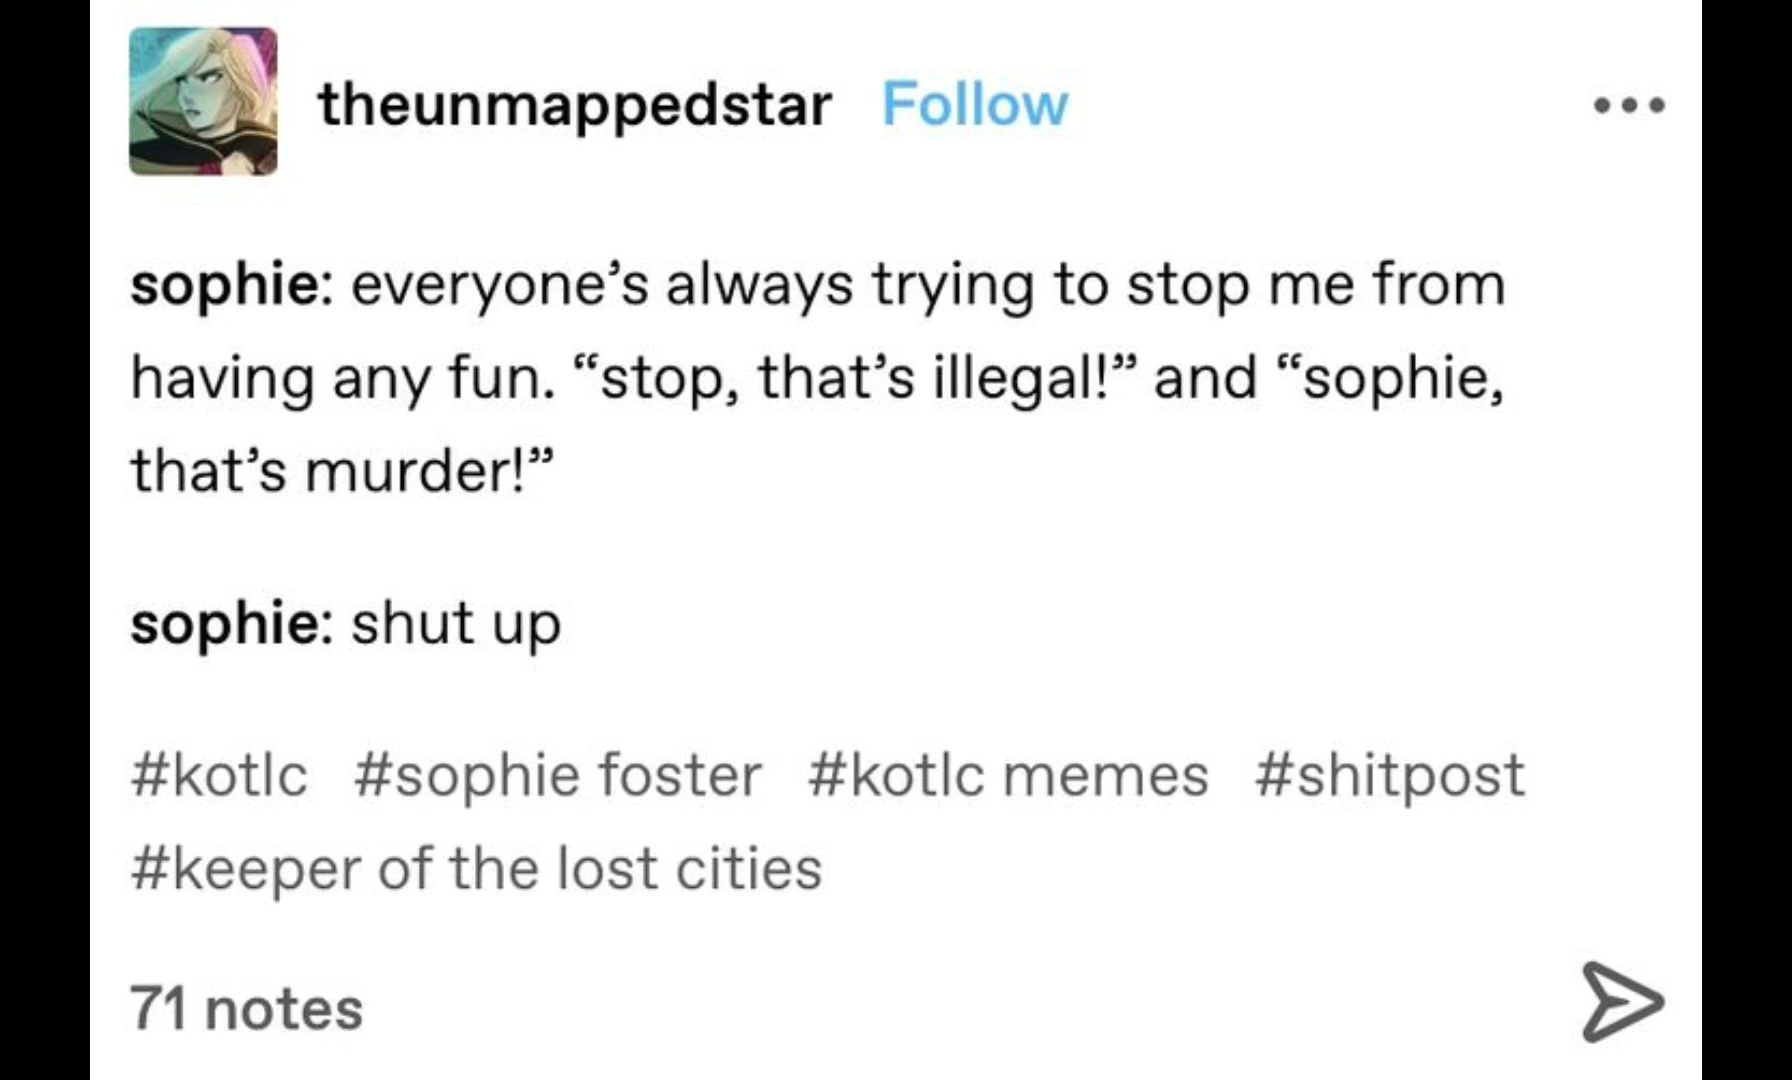 theunmappedstar Follow
sophie: everyone’s always trying to stop me from
having any fun. “stop, that’s illegal!” and “sophie,
that’s murder!”
sophie: shut up
#kotlc #sophie foster #kotlc memes #shitpost
#keeper of the lost cities
71 notes